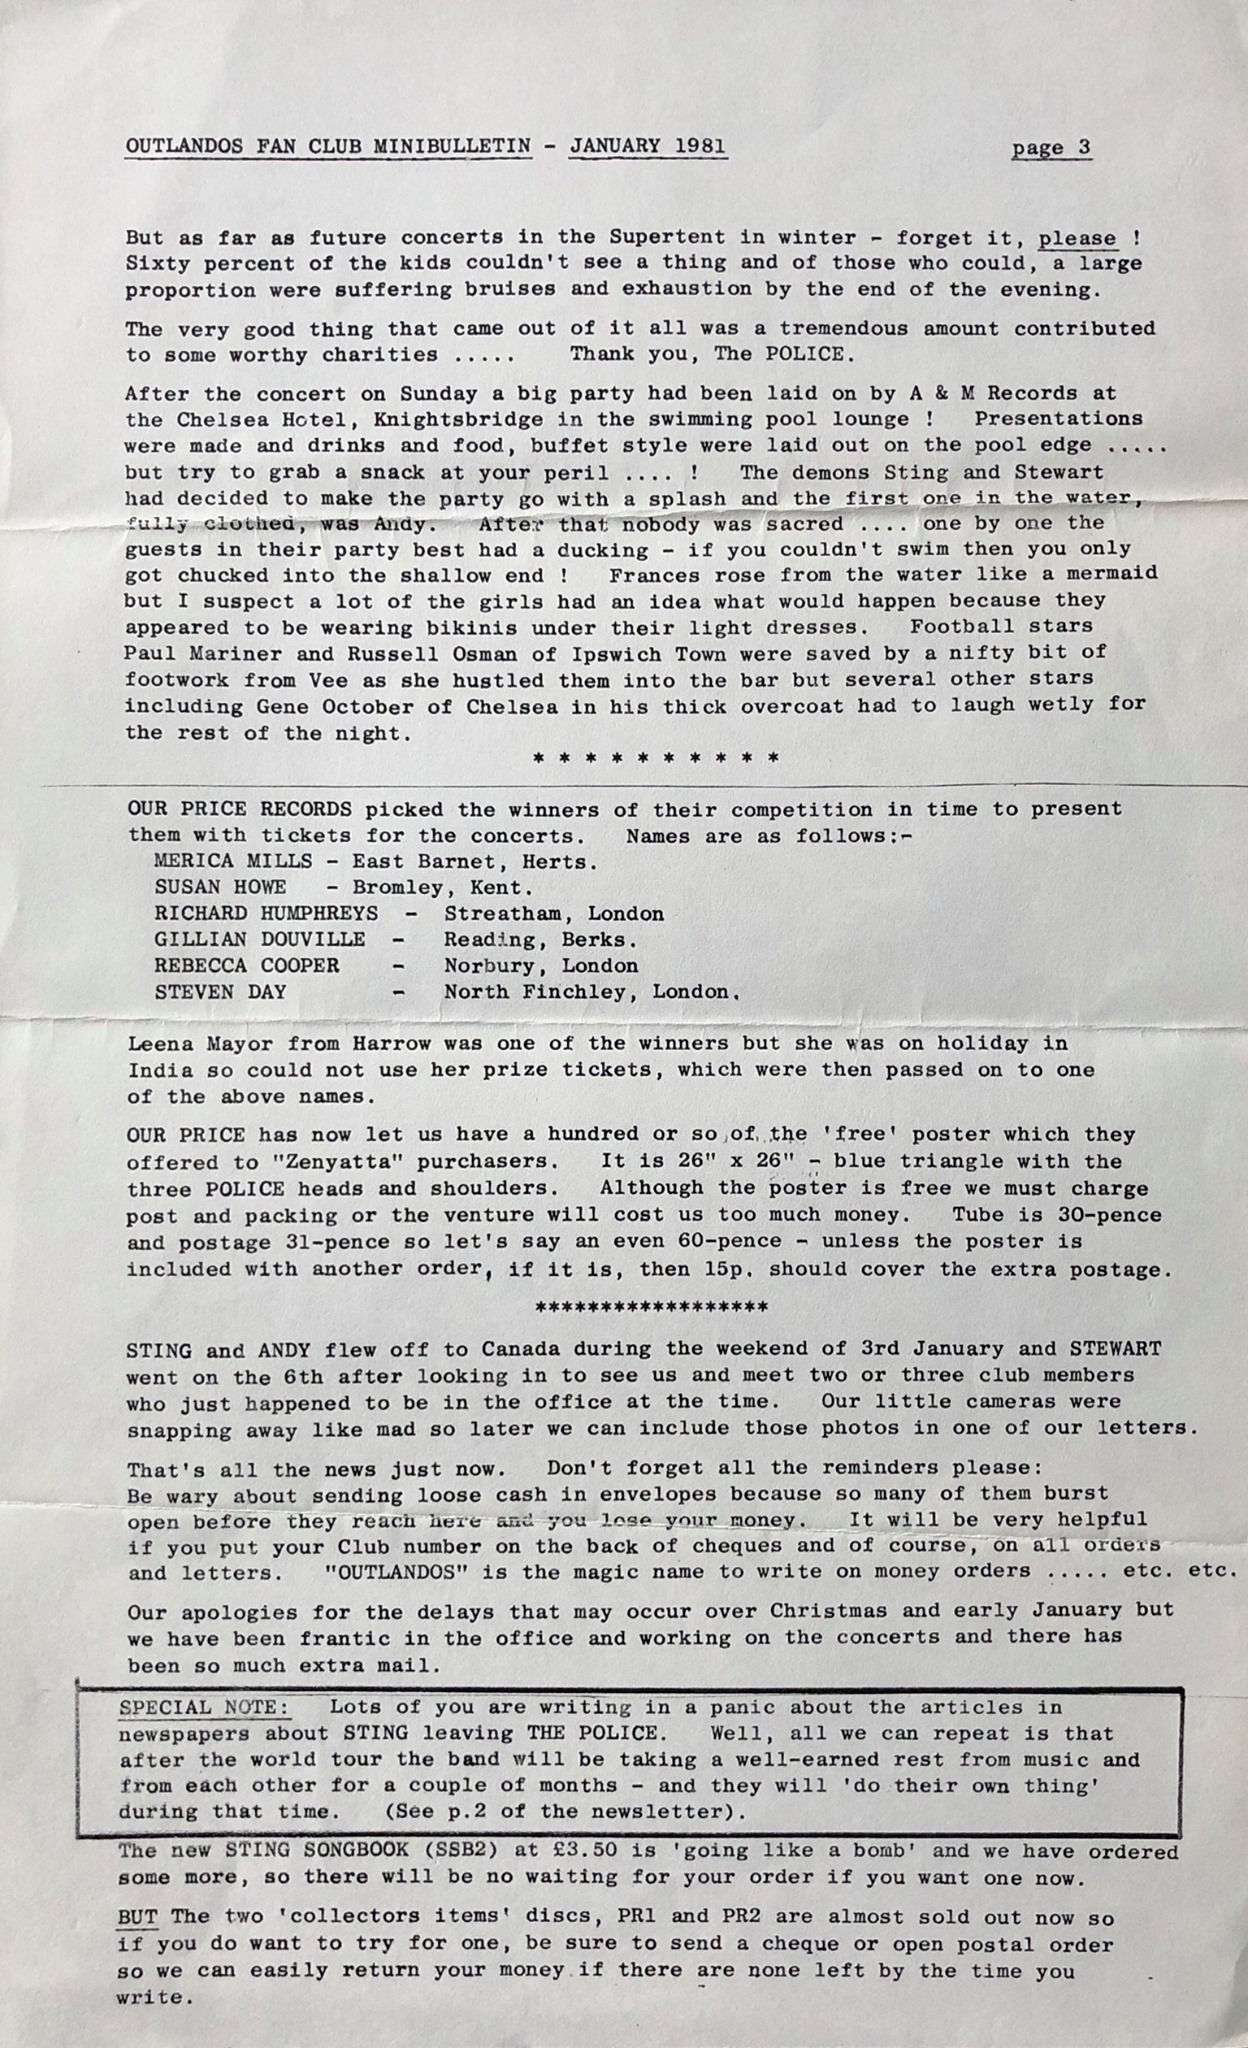 OUTLANDOS FAN CLUB MINIBULLETIN - JANUARY 1981 page 3
But as far as future concerts in the Supertent in winter - forget it, please !
Sixty percent of the kids couldn't see a thing and of those who could, a large
proportion were suffering bruises and exhaustion by the end of the evening.
The very good thing that came out of it all was a tremendous amount contributed
to some worthy charities ..... Thank you, The POLICE.
After the concert on Sunday a big party had been laid on by A & M Records at
the Chelsea Hotel, Knightsbridge in the swimming pool lounge ! Presentations
were made and drinks and food, buffet style were laid out on the pool edge .....
but try to grab a snack at your peril .... ! The demons Sting and Stewart
had decided to make the party go with a splash and the first one in the water,
fully clothed, was Andy. After that nobody was sacred .... one by one the
guests in their party best had a ducking - if you couldn't swim then you only
got chucked into the shallow end ! Frances rose from the water like a mermaid
but I suspect a lot of the girls had an idea what would happen because they
appeared to be wearing bikinis under their light dresses. Football stars
Paul Mariner and Russell Osman of Ipswich Town were saved by a nifty bit of
footwork from Vee as she hustled them into the bar but several other stars
including Gene October of Chelsea in his thick overcoat had to laugh wetly for
the rest of the night.
* * * * * * * * * *
OUR PRICE RECORDS picked the winners of their competition in time to present
them with tickets for the concerts. Names are as follows:-
MERICA MILLS - East Barnet, Herts.
SUSAN HOWE - Bromley, Kent.
RICHARD HUMPHREYS - Streatham, London
GILLIAN DOUVILLE - Reading, Berks.
REBECCA COOPER - Norbury, London
STEVEN DAY - North Finchley, London.
Leena Mayor from Harrow was one of the winners but she was on holiday in
India so could not use her prize tickets, which were then passed on to one
of the above names.
OUR PRICE has now let us have a hundred or so of the 'free' poster which they
offered to "Zenyatta" purchasers. It is 26" x 26" - blue triangle with the
three POLICE heads and shoulders. Although the poster is free we must charge
post and packing or the venture will cost us too much money. Tube is 30-pence
and postage 31-pence so let's say an even 60-pence - unless the poster is
included with another order, if it is, then 15p. should cover the extra postage.
******************
STING and ANDY flew off to Canada during the weekend of 3rd January and STEWART
went on the 6th after looking in to see us and meet two or three club members
who just happened to be in the office at the time. Our little cameras were
snapping away like mad so later we can include those photos in one of our letters.
That's all the news just now. Don't forget all the reminders please:
Be wary about sending loose cash in envelopes because so many of them burst
open before they reach here and you lose your money. It will be very helpful
if you put your Club number on the back of cheques and of course, on all orders
and letters. "OUTLANDOS" is the magic name to write on money orders ..... etc. etc.
Our apologies for the delays that may occur over Christmas and early January but
we have been frantic in the office and working on the concerts and there has
been so much extra mail.
SPECIAL NOTE: Lots of you are writing in a panic about the articles in
newspapers about STING leaving THE POLICE. Well, all we can repeat is that
after the world tour the band will be taking a well-earned rest from music and
from each other for a couple of months - and they will 'do their own thing'
during that time. (See p.2 of the newsletter).
The new STING SONGBOOK (SSB2) at £3.50 is 'going like a bomb' and we have ordered
some more, so there will be no waiting for your order if you want one now.
BUT The two 'collectors items' discs, PR1 and PR2 are almost sold out now so
if you do want to try for one, be sure to send a cheque or open postal order
so we can easily return your money if there are none left by the time you
write.